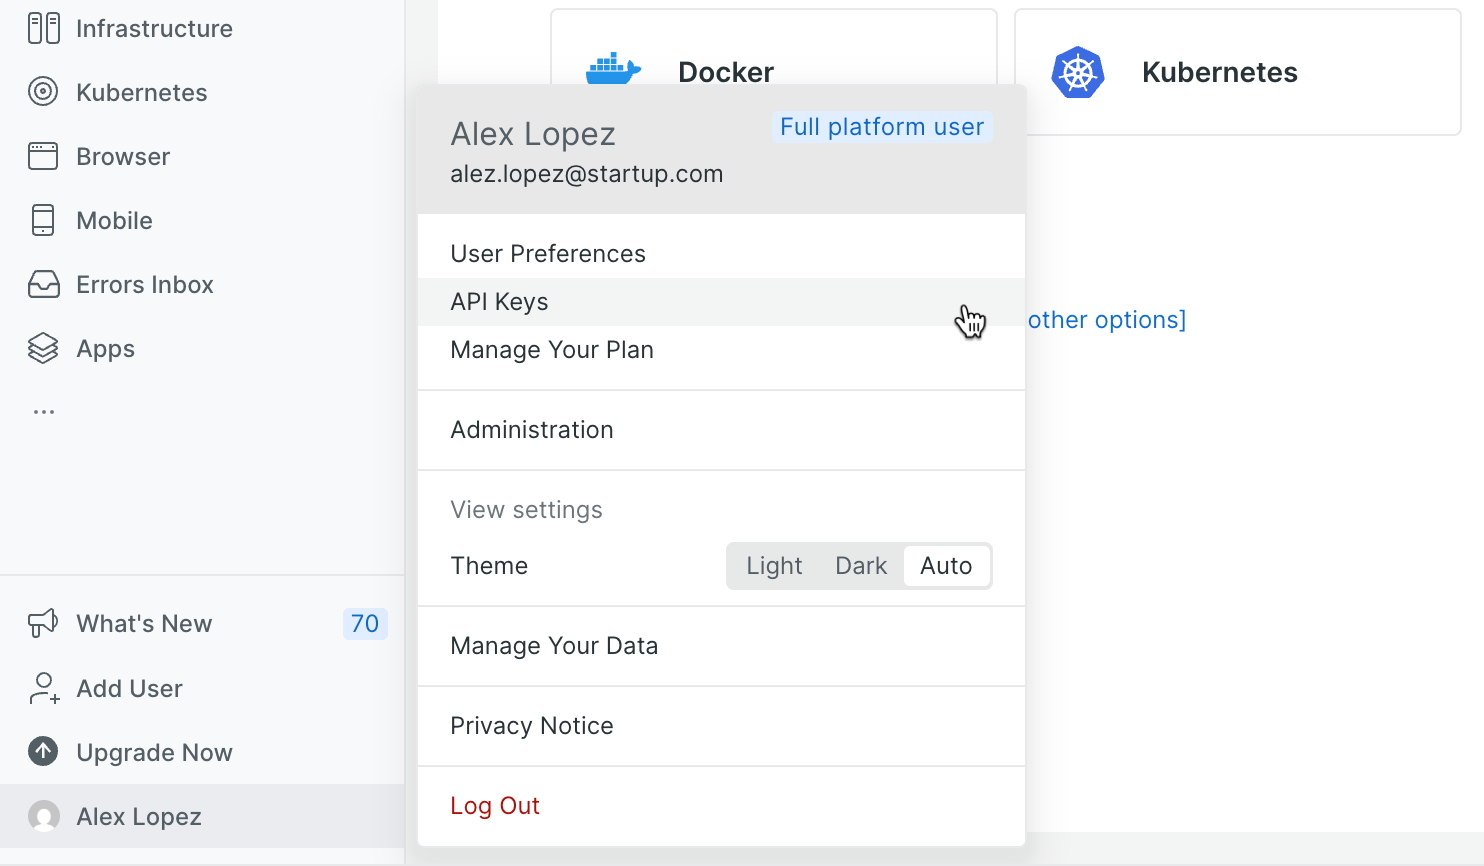 Infrastructure
Kubernetes
Browser
Mobile
Errors Inbox
Apps
...
What's New 70
Add User
Upgrade Now
Alex Lopez
Docker
Kubernetes
Alex Lopez
Full platform user
alez.lopez@startup.com
User Preferences
API Keys
Manage Your Plan
Administration
View settings
Theme Light Dark Auto
Manage Your Data
Privacy Notice
Log Out
other options]